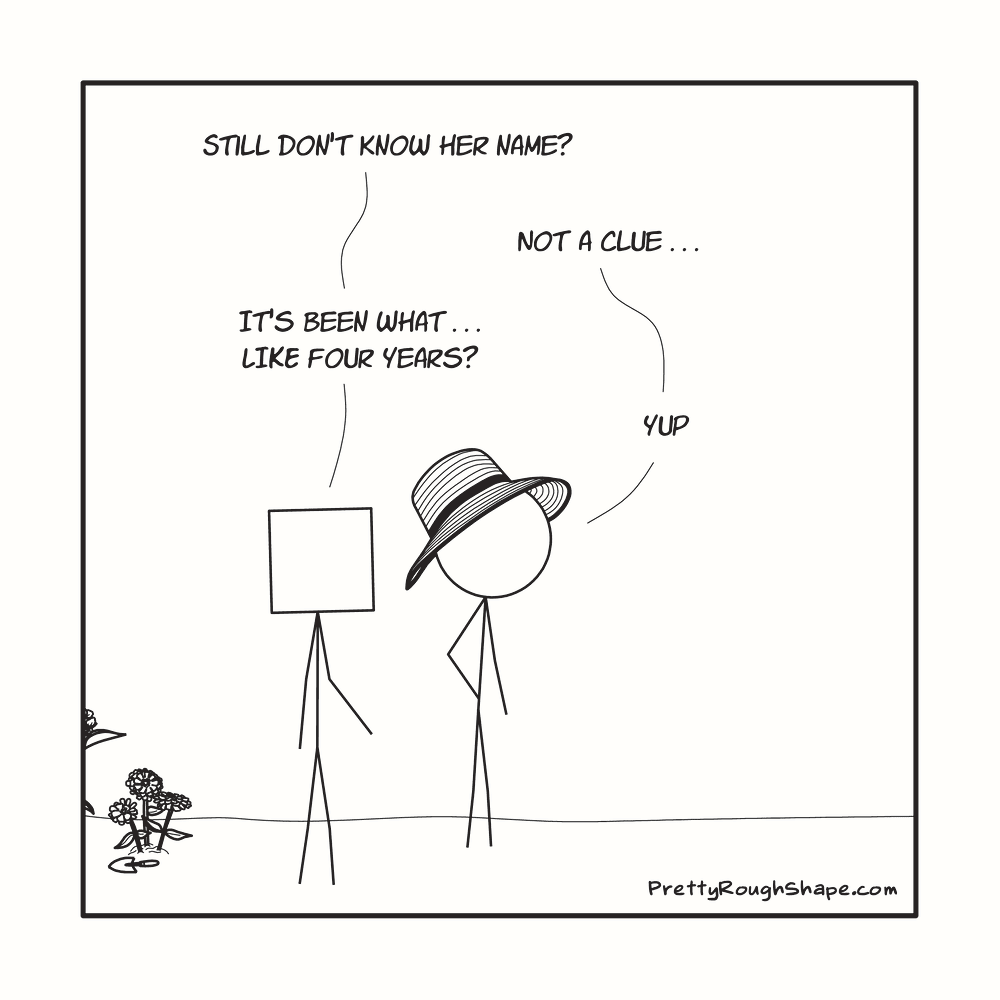 STILL DON'T KNOW HER NAME?
NOT A CLUE . . .
IT'S BEEN WHAT . . .
LIKE FOUR YEARS?
YUP
PrettyRoughShape.com